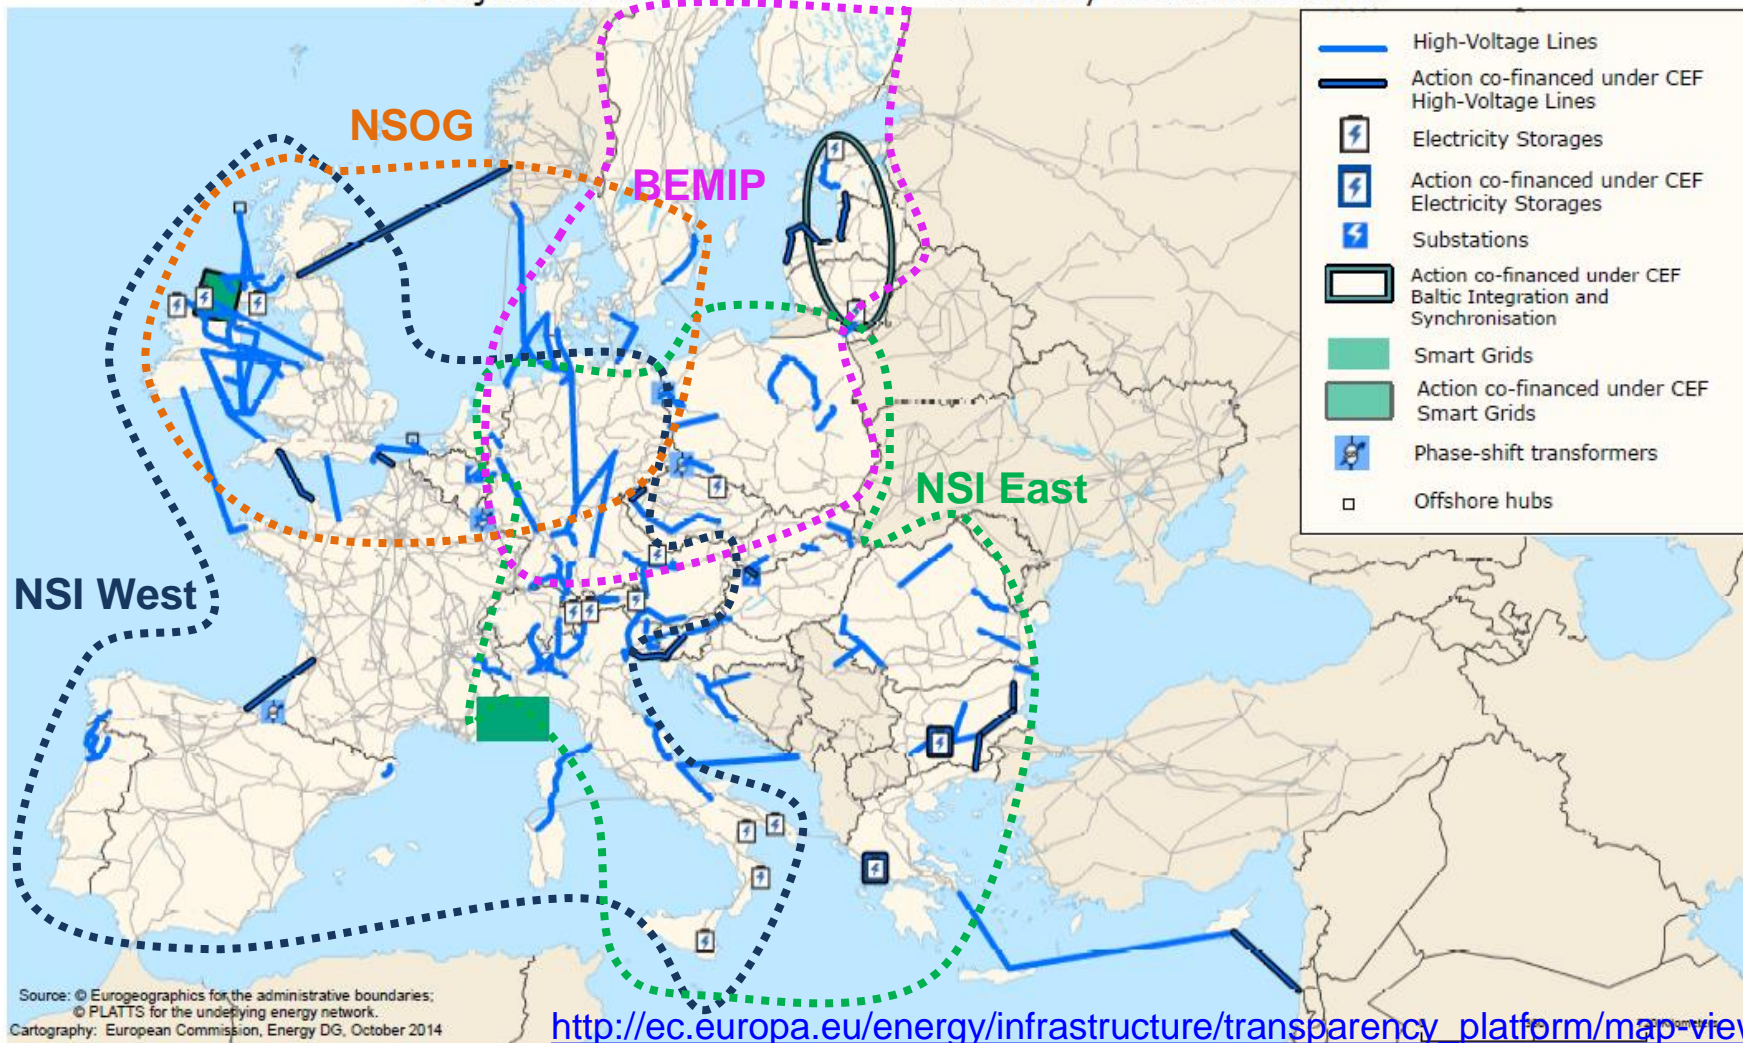 High-Voltage Lines
Action co-financed under CEF
High-Voltage Lines
Electricity Storages
Action co-financed under CEF
Electricity Storages
Substations
Action co-financed under CEF
Baltic Integration and
Synchronisation
Smart Grids
Action co-financed under CEF
Smart Grids
Phase-shift transformers
Offshore hubs
NSOG
BEMIP
NSI East
NSI West
Source: © Eurogeographics for the administrative boundaries;
© PLATTS for the underlying energy network.
Cartography: European Commission, Energy DG, October 2014
http://ec.europa.eu/energy/infrastructure/transparency_platform/map-view